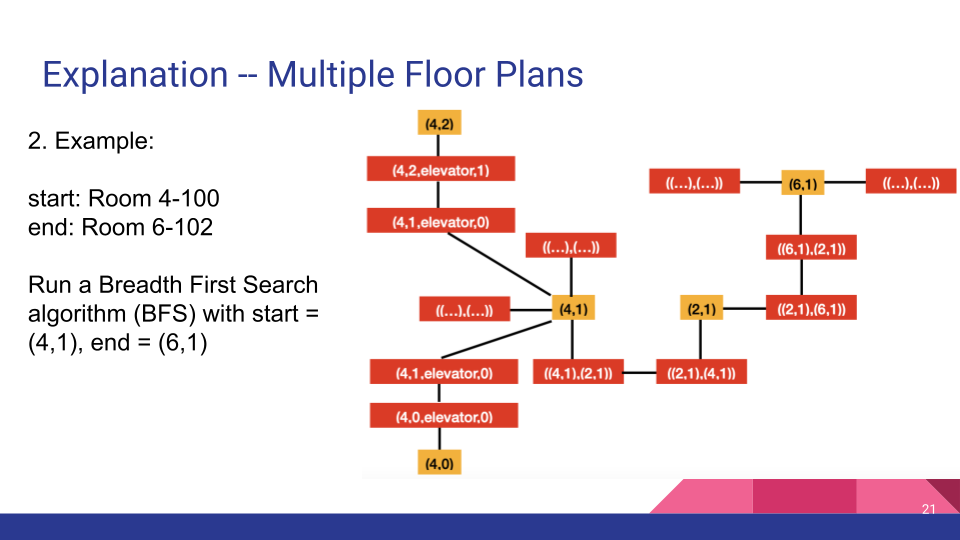 Explanation -- Multiple Floor Plans
2. Example:
start: Room 4-100
end: Room 6-102
Run a Breadth First Search
algorithm (BFS) with start =
(4,1), end = (6,1)
(4,2)
(4,2,elevator,1)
(4,1,elevator,0)
((...),(...))
((...),(...))
(4,1)
(4,1,elevator,0)
(4,0,elevator,0)
(4,0)
((4,1),(2,1))
((2,1),(4,1))
(2,1)
((2,1),(6,1))
((6,1),(2,1))
((...),(...))
(6,1)
((...),(...))
21